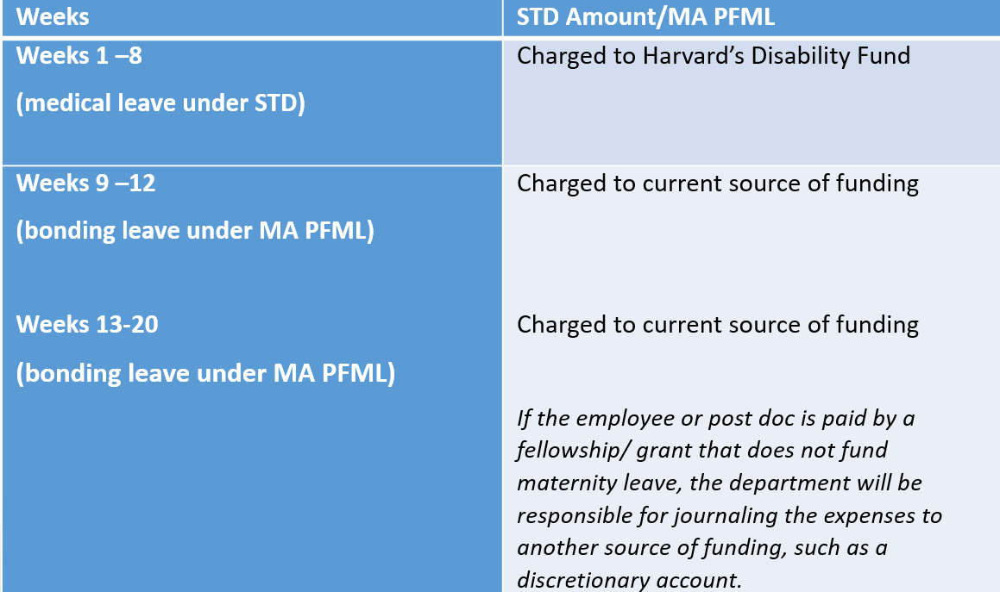 Weeks
STD Amount/MA PFML
Weeks 1 –8
Charged to Harvard’s Disability Fund
(medical leave under STD)
Weeks 9 –12
Charged to current source of funding
(bonding leave under MA PFML)
Weeks 13-20
Charged to current source of funding
(bonding leave under MA PFML)
If the employee or post doc is paid by a
fellowship/ grant that does not fund
maternity leave, the department will be
responsible for journaling the expenses to
another source of funding, such as a
discretionary account.